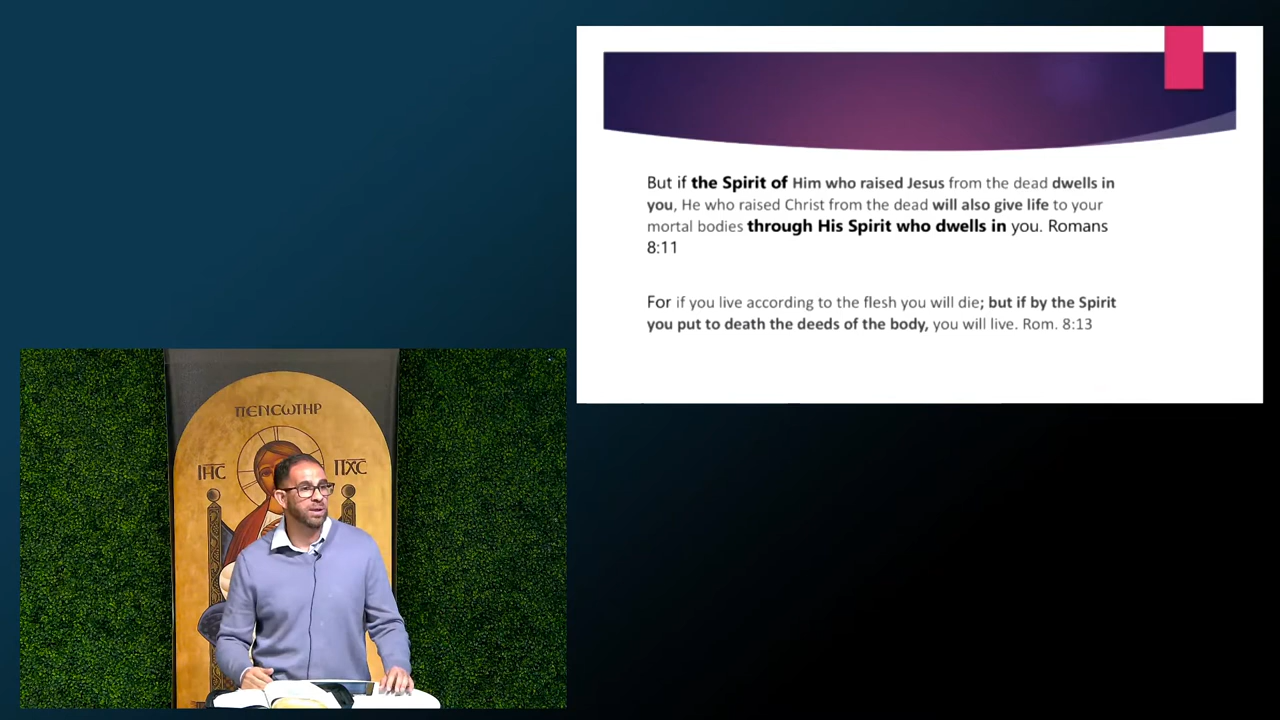 But if the Spirit of Him who raised Jesus from the dead dwells in
you, He who raised Christ from the dead will also give life to your
mortal bodies through His Spirit who dwells in you. Romans
8:11
For if you live according to the flesh you will die; but if by the Spirit
you put to death the deeds of the body, you will live. Rom. 8:13
ⲠⲈⲚⲤⲰⲦⲎⲢ
ⲒⲎⲤ ⲠⲬⲤ